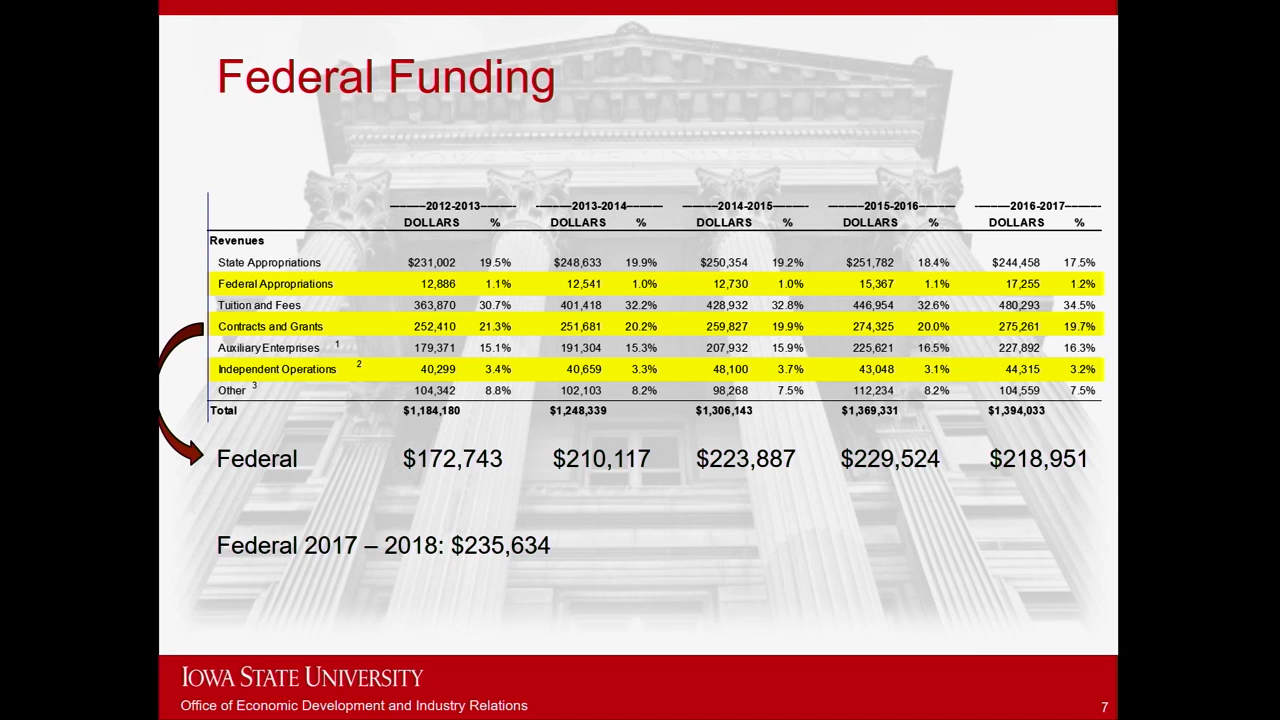 Federal Funding
----------2012-2013---------- ----------2013-2014---------- ----------2014-2015---------- ----------2015-2016---------- ----------2016-2017----------
DOLLARS % DOLLARS % DOLLARS % DOLLARS % DOLLARS %
Revenues
State Appropriations $231,002 19.5% $248,633 19.9% $250,354 19.2% $251,782 18.4% $244,458 17.5%
Federal Appropriations 12,886 1.1% 12,541 1.0% 12,730 1.0% 15,367 1.1% 17,255 1.2%
Tuition and Fees 363,870 30.7% 401,418 32.2% 428,932 32.8% 446,954 32.6% 480,293 34.5%
Contracts and Grants 252,410 21.3% 251,681 20.2% 259,827 19.9% 274,325 20.0% 275,261 19.7%
Auxiliary Enterprises 1 179,371 15.1% 191,304 15.3% 207,932 15.9% 225,621 16.5% 227,892 16.3%
Independent Operations 2 40,299 3.4% 40,659 3.3% 48,100 3.7% 43,048 3.1% 44,315 3.2%
Other 3 104,342 8.8% 102,103 8.2% 98,268 7.5% 112,234 8.2% 104,559 7.5%
Total $1,184,180 $1,248,339 $1,306,143 $1,369,331 $1,394,033
Federal $172,743 $210,117 $223,887 $229,524 $218,951
Federal 2017 – 2018: $235,634
IOWA STATE UNIVERSITY
Office of Economic Development and Industry Relations
7